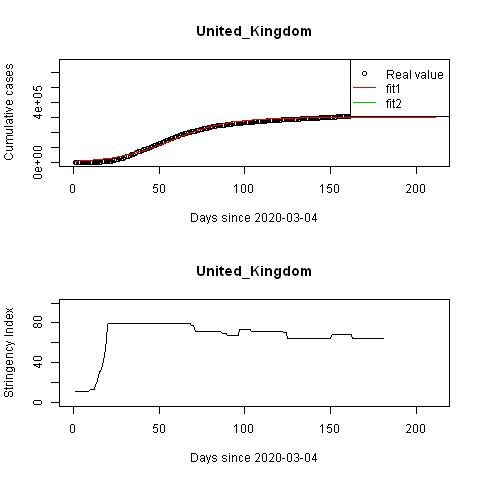 United_Kingdom
Cumulative cases
0e+00 4e+05
Real value
fit1
fit2
0 50 100 150 200
Days since 2020-03-04
United_Kingdom
Stringency Index
0 40 80
0 50 100 150 200
Days since 2020-03-04